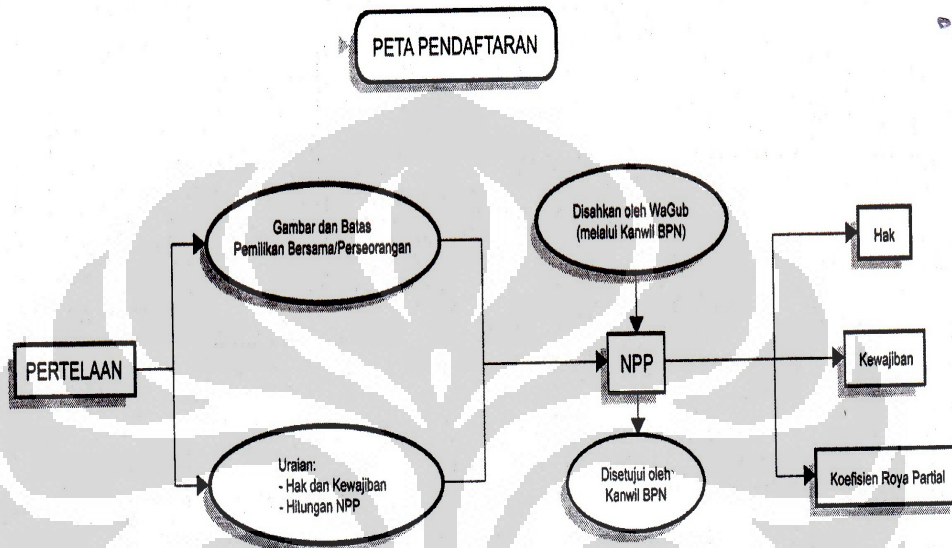 PETA PENDAFTARAN
Gambar dan Batas
Pemilikan Bersama/Perseorangan
Disahkan oleh WaGub
(melalui Kanwil BPN)
Hak
PERTELAAN
NPP
Kewajiban
Uraian:
- Hak dan Kewajiban
- Hitungan NPP
Disetujui oleh
Kanwil BPN
Koefisien Roya Partial